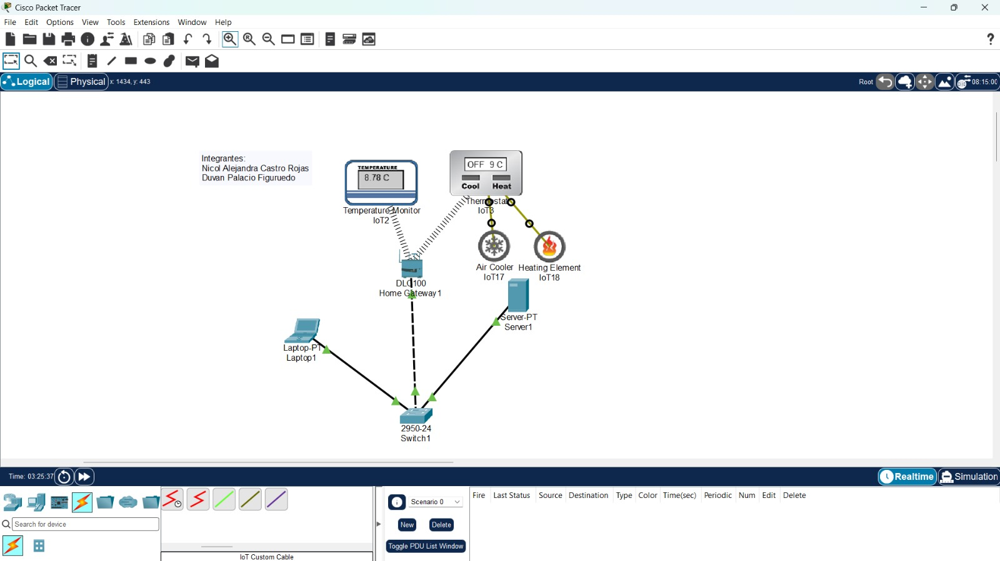 Cisco Packet Tracer
File Edit Options View Tools Extensions Window Help
Logical Physical x: 1434, y: 443 Root 08:15:00
Integrantes:
Nicol Alejandra Castro Rojas
Duvan Palacio Figuruedo
TEMPERATURE
8.78 C
Temperature Monitor
IoT2
OFF 9 C
Cool Heat
Thermostat
IoT3
Air Cooler
IoT17
Heating Element
IoT18
DLC100
Home Gateway1
Server-PT
Server1
Laptop-PT
Laptop1
2950-24
Switch1
Time: 03:25:37 Realtime Simulation
Search for device
IoT Custom Cable
Scenario 0
New Delete
Toggle PDU List Window
Fire Last Status Source Destination Type Color Time(sec) Periodic Num Edit Delete